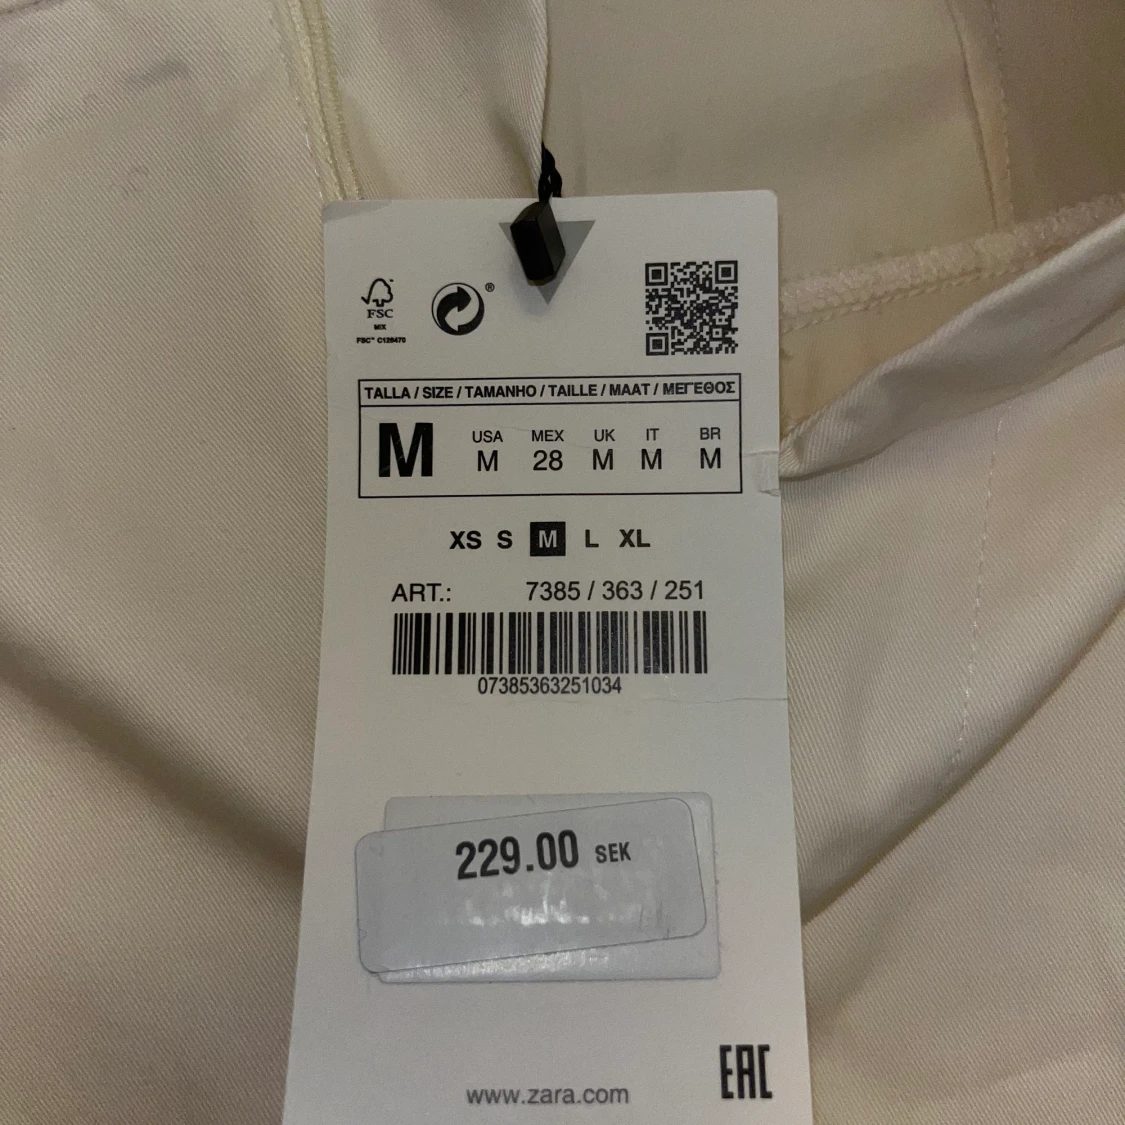 FSC
MIX
FSC™ C128470
®
TALLA / SIZE / TAMANHO / TAILLE / MAAT / ΜΕΓΕΘΟΣ
M
USA MEX UK IT BR
M 28 M M M
XS S M L XL
ART.: 7385 / 363 / 251
07385363251034
229.00 SEK
www.zara.com
EAC